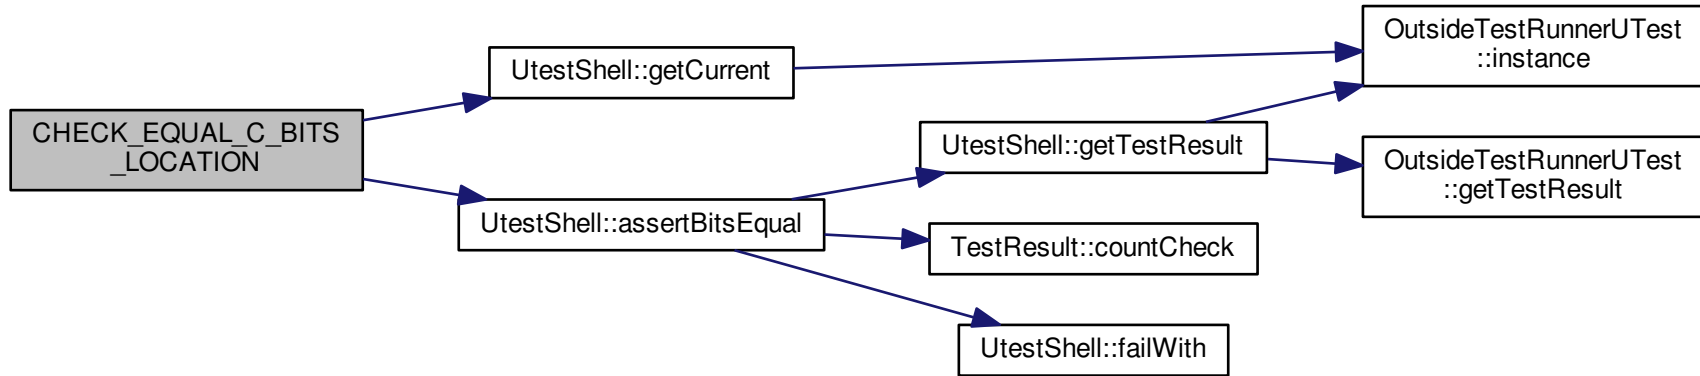 CHECK_EQUAL_C_BITS
_LOCATION
UtestShell::getCurrent
UtestShell::assertBitsEqual
UtestShell::getTestResult
TestResult::countCheck
UtestShell::failWith
OutsideTestRunnerUTest
::instance
OutsideTestRunnerUTest
::getTestResult